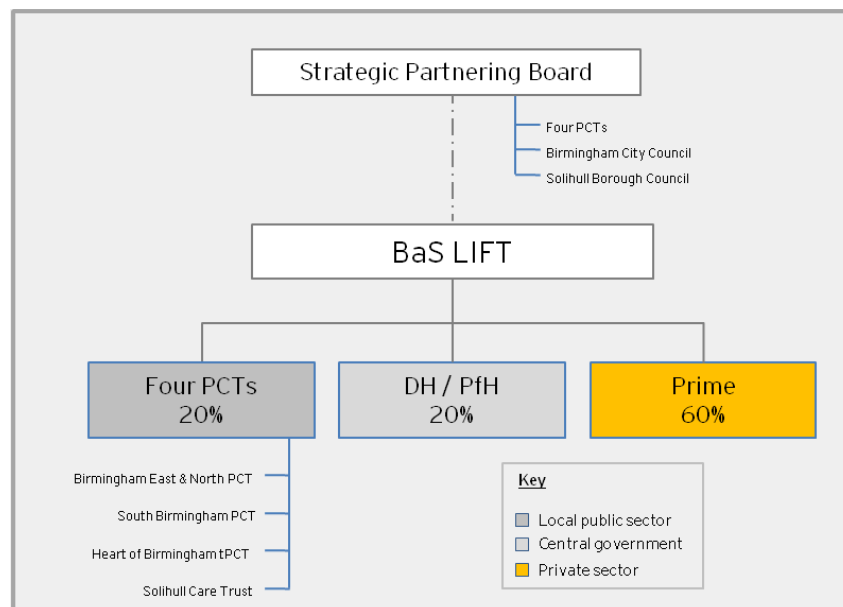 Strategic Partnering Board
Four PCTs
Birmingham City Council
Solihull Borough Council
BaS LIFT
Four PCTs
20%
DH / PfH
20%
Prime
60%
Birmingham East & North PCT
South Birmingham PCT
Heart of Birmingham tPCT
Solihull Care Trust
Key
Local public sector
Central government
Private sector